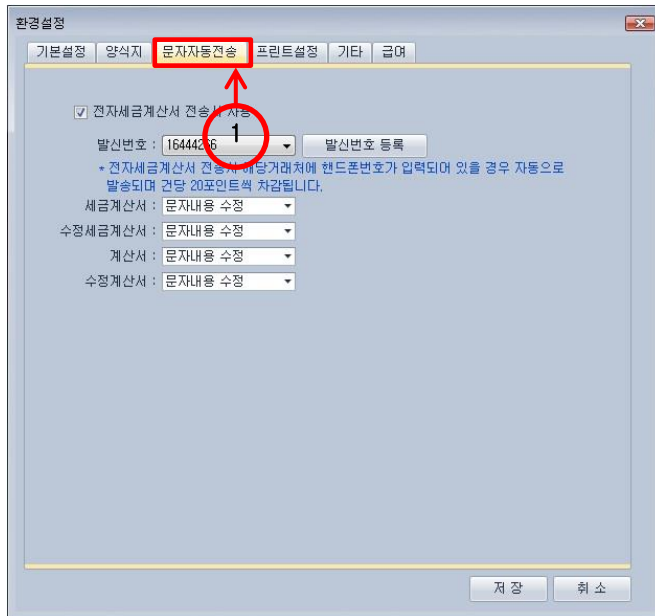 환경설정
기본설정 양식지 문자자동전송 프린트설정 기타 급여
전자세금계산서 전송시 사용
1
발신번호 : 16444266 발신번호 등록
* 전자세금계산서 전송시 해당거래처에 핸드폰번호가 입력되어 있을 경우 자동으로
발송되며 건당 20포인트씩 차감됩니다.
세금계산서 : 문자내용 수정
수정세금계산서 : 문자내용 수정
계산서 : 문자내용 수정
수정계산서 : 문자내용 수정
저 장 취 소